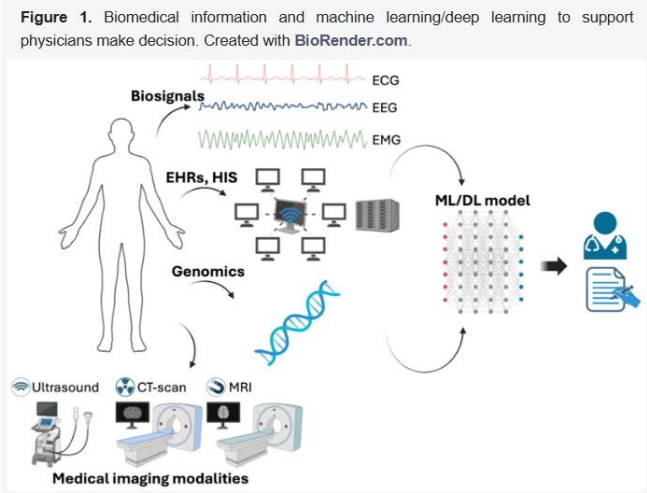 Figure 1. Biomedical information and machine learning/deep learning to support
physicians make decision. Created with BioRender.com.
ECG
Biosignals
EEG
EMG
EHRs, HIS
ML/DL model
Genomics
Ultrasound
CT-scan
MRI
Medical imaging modalities